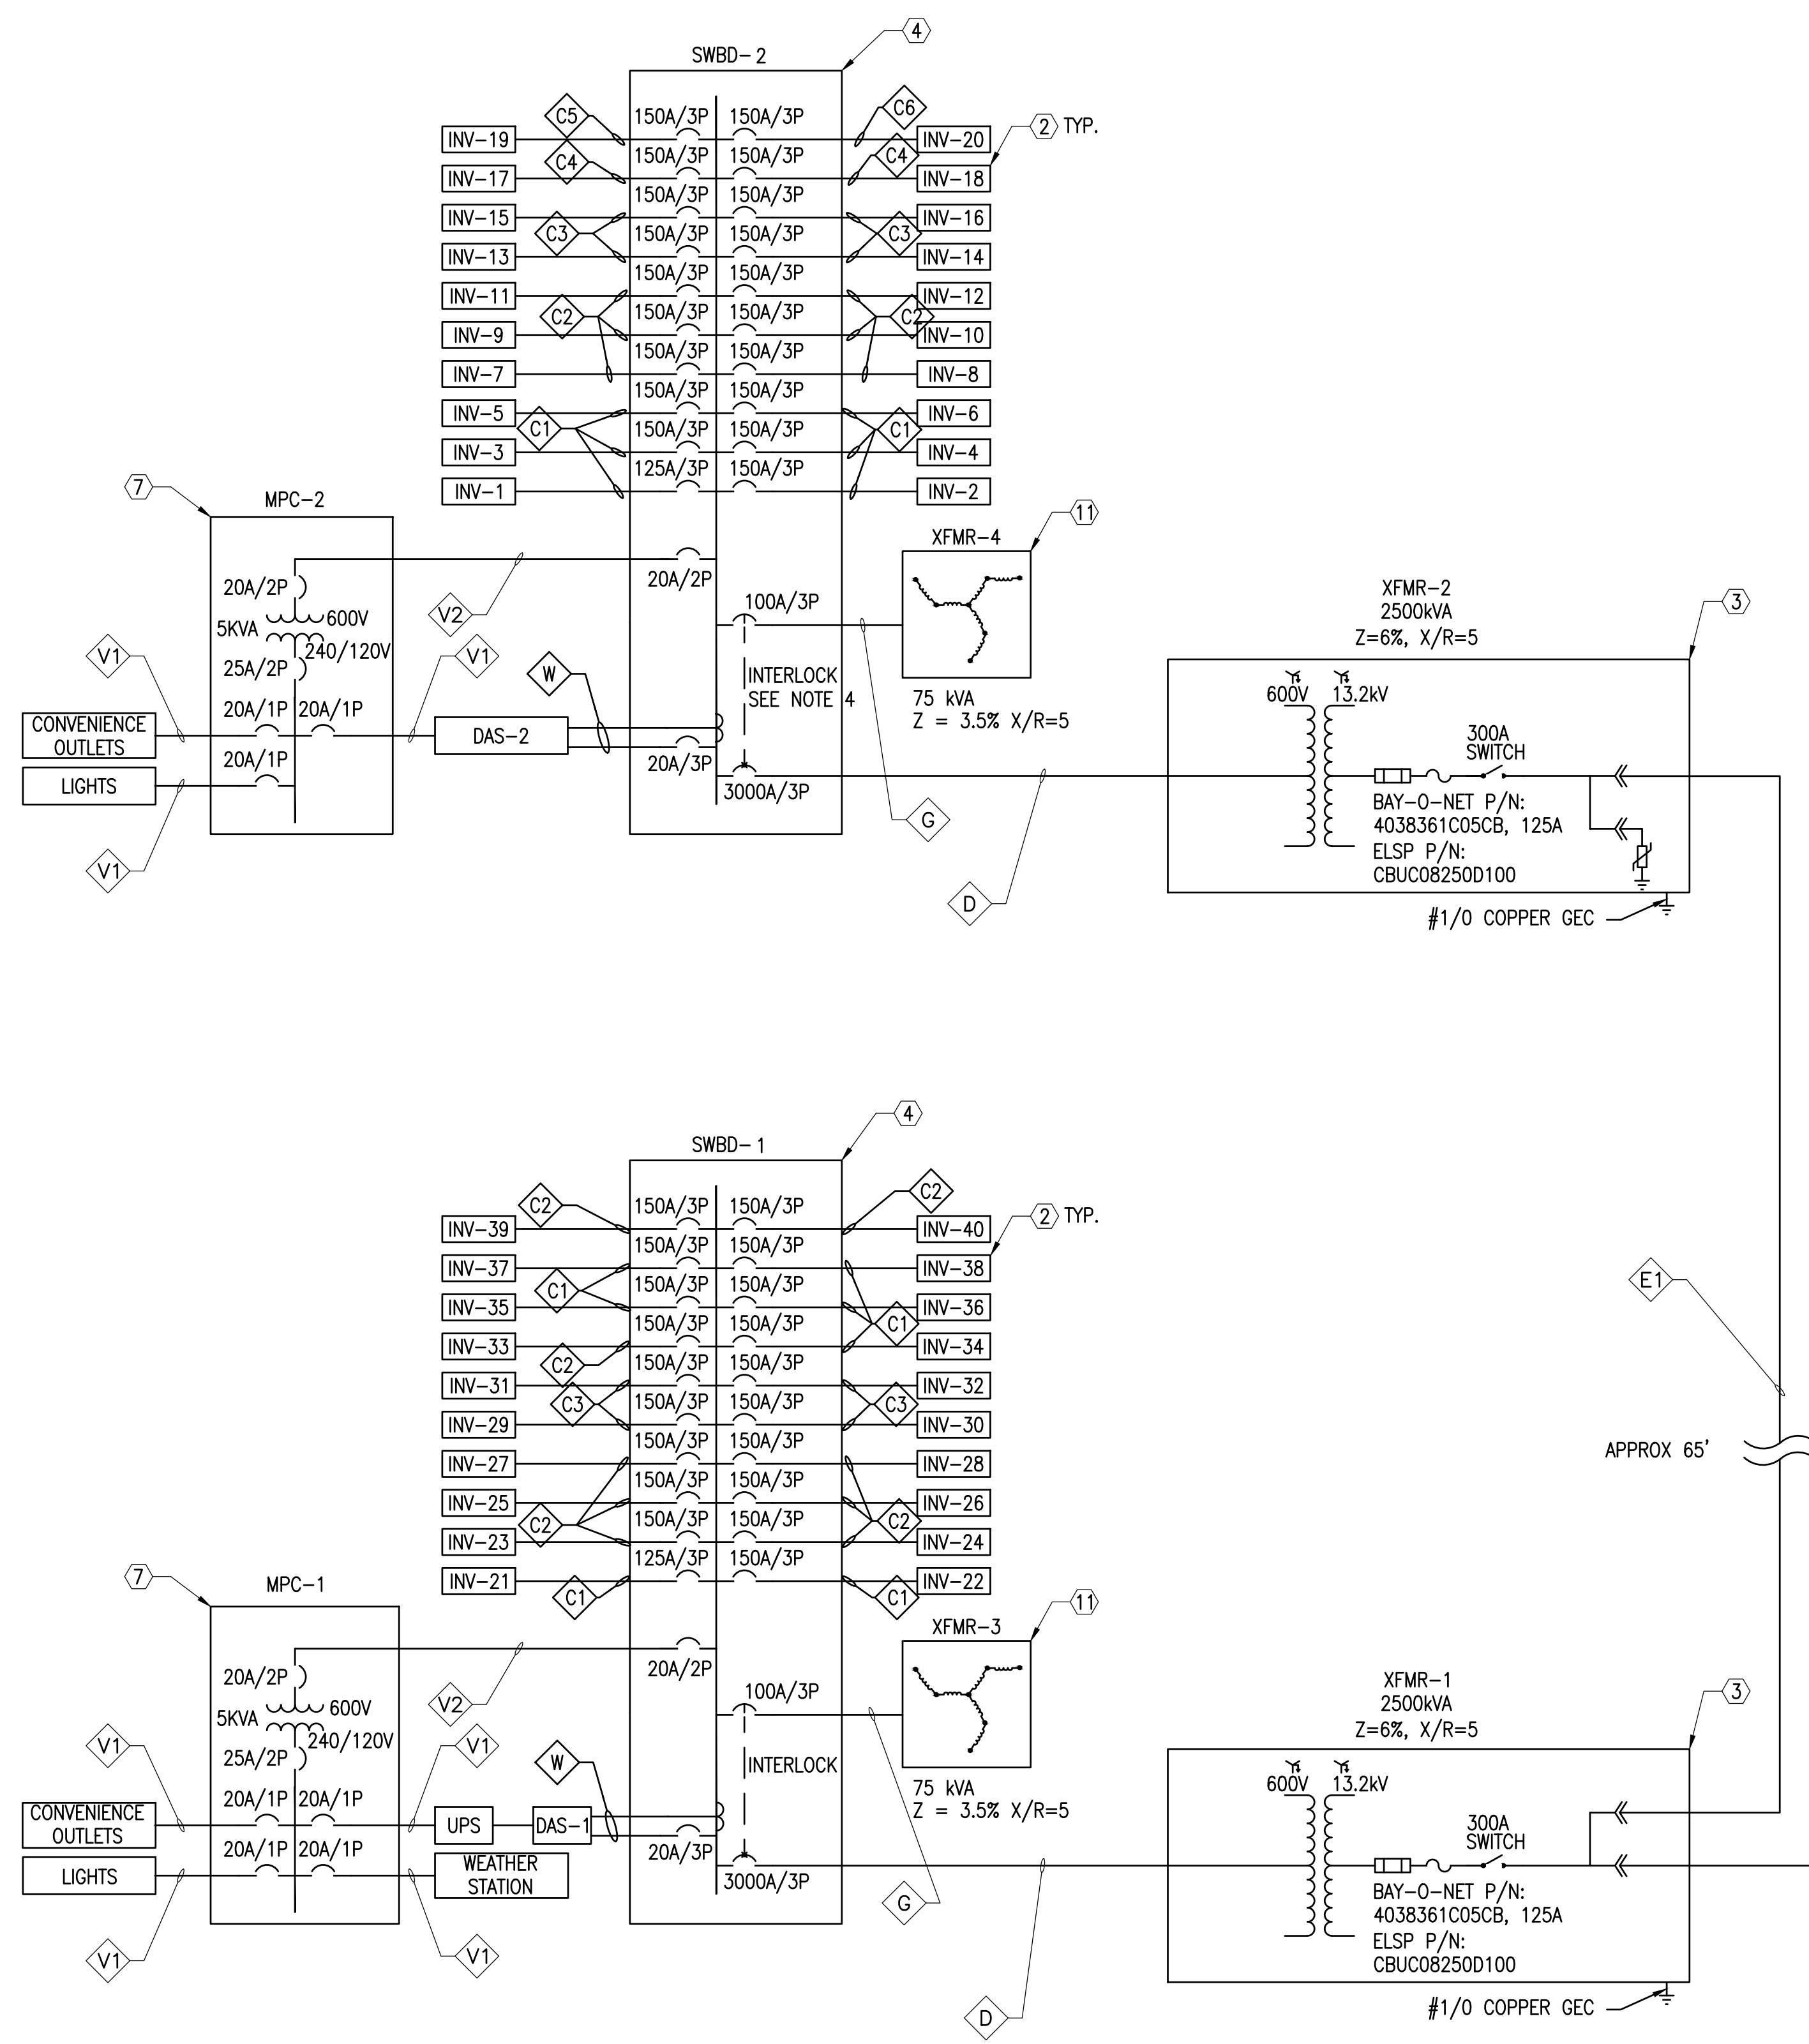 4
SWBD-2
C5
150A/3P 150A/3P
C6
INV-19
INV-20
2 TYP.
C4
150A/3P 150A/3P
C4
INV-17
INV-18
150A/3P 150A/3P
INV-15
INV-16
C3
150A/3P 150A/3P
C3
INV-13
INV-14
150A/3P 150A/3P
INV-11
INV-12
C2
150A/3P 150A/3P
C2
INV-9
INV-10
150A/3P 150A/3P
INV-7
INV-8
150A/3P 150A/3P
INV-5
INV-6
C1
150A/3P 150A/3P
C1
INV-3
INV-4
125A/3P 150A/3P
INV-1
INV-2
7
MPC-2
11
XFMR-4
20A/2P
20A/2P
5KVA
600V
240/120V
V2
100A/3P
V1
25A/2P
V1
W
INTERLOCK
SEE NOTE 4
75 kVA
Z = 3.5% X/R=5
20A/1P 20A/1P
CONVENIENCE
OUTLETS
DAS-2
20A/1P
20A/3P
LIGHTS
3000A/3P
V1
G
D
XFMR-2
2500kVA
Z=6%, X/R=5
3
600V
13.2kV
300A
SWITCH
BAY-O-NET P/N:
4038361C05CB, 125A
ELSP P/N:
CBUC08250D100
#1/0 COPPER GEC
4
SWBD-1
C2
150A/3P 150A/3P
C2
INV-39
INV-40
2 TYP.
150A/3P 150A/3P
INV-37
INV-38
C1
150A/3P 150A/3P
INV-35
INV-36
150A/3P 150A/3P
C1
INV-33
INV-34
C2
150A/3P 150A/3P
INV-31
INV-32
C3
150A/3P 150A/3P
C3
INV-29
INV-30
150A/3P 150A/3P
INV-27
INV-28
150A/3P 150A/3P
INV-25
INV-26
C2
150A/3P 150A/3P
C2
INV-23
INV-24
125A/3P 150A/3P
INV-21
INV-22
C1
C1
E1
APPROX 65'
7
MPC-1
11
XFMR-3
20A/2P
20A/2P
5KVA
600V
240/120V
V2
100A/3P
V1
25A/2P
V1
W
INTERLOCK
75 kVA
Z = 3.5% X/R=5
20A/1P 20A/1P
CONVENIENCE
OUTLETS
UPS
DAS-1
20A/1P 20A/1P
20A/3P
LIGHTS
WEATHER
STATION
3000A/3P
V1
V1
G
D
XFMR-1
2500kVA
Z=6%, X/R=5
3
600V
13.2kV
300A
SWITCH
BAY-O-NET P/N:
4038361C05CB, 125A
ELSP P/N:
CBUC08250D100
#1/0 COPPER GEC